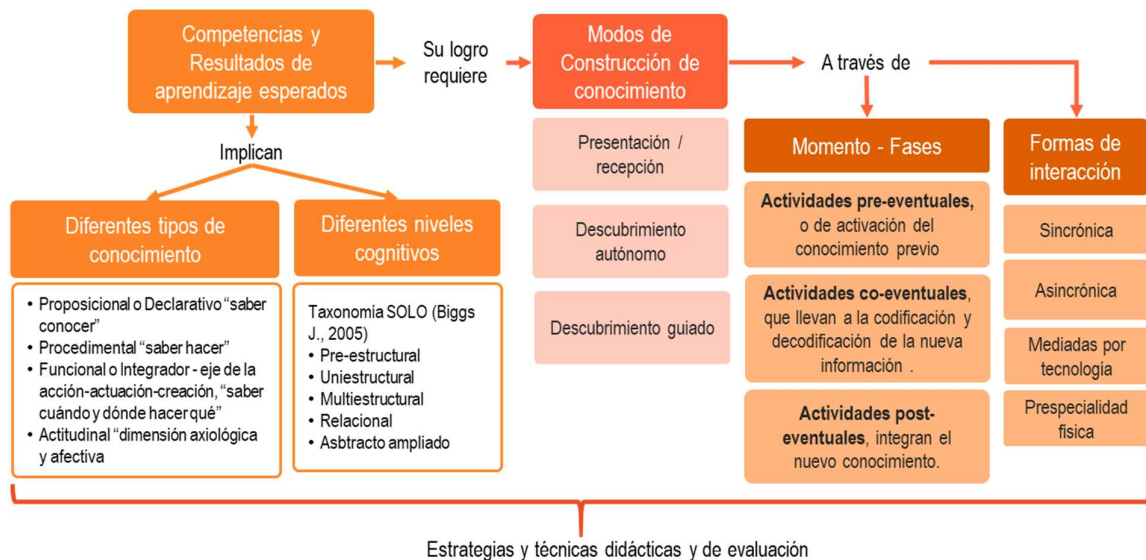 Competencias y
Resultados de
aprendizaje esperados
Su logro
requiere
Modos de
Construcción de
conocimiento
A través de
Implican
Diferentes tipos de
conocimiento
• Proposicional o Declarativo “saber
conocer”
• Procedimental “saber hacer”
• Funcional o Integrador - eje de la
acción-actuación-creación, “saber
cuándo y dónde hacer qué”
• Actitudinal “dimensión axiológica
y afectiva
Diferentes niveles
cognitivos
Taxonomía SOLO (Biggs
J., 2005)
• Pre-estructural
• Uniestructural
• Multiestructural
• Relacional
• Asbtracto ampliado
Presentación /
recepción
Descubrimiento
autónomo
Descubrimiento guiado
Momento - Fases
Actividades pre-eventuales,
o de activación del
conocimiento previo
Actividades co-eventuales,
que llevan a la codificación y
decodificación de la nueva
información .
Actividades post-
eventuales, integran el
nuevo conocimiento.
Formas de
interacción
Sincrónica
Asincrónica
Mediadas por
tecnología
Prespecialidad
física
Estrategias y técnicas didácticas y de evaluación